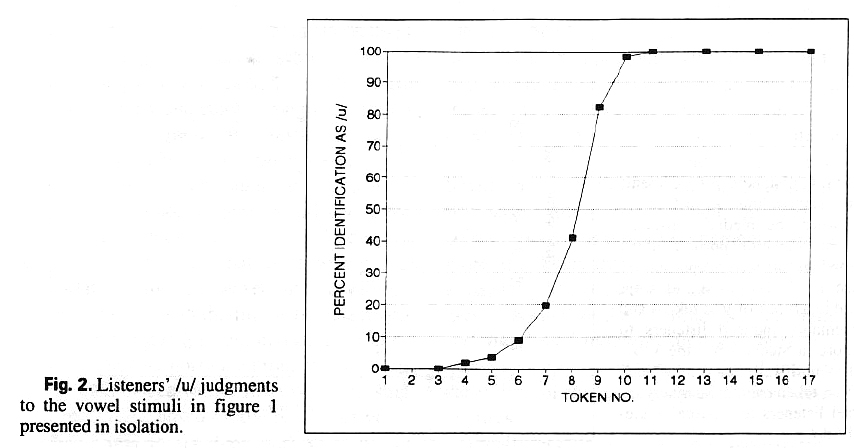 100
90
80
70
60
50
40
30
20
10
0
PERCENT IDENTIFICATION AS /u/
1 2 3 4 5 6 7 8 9 10 11 12 13 14 15 16 17
TOKEN NO.
Fig. 2. Listeners' /u/ judgments
to the vowel stimuli in figure 1
presented in isolation.